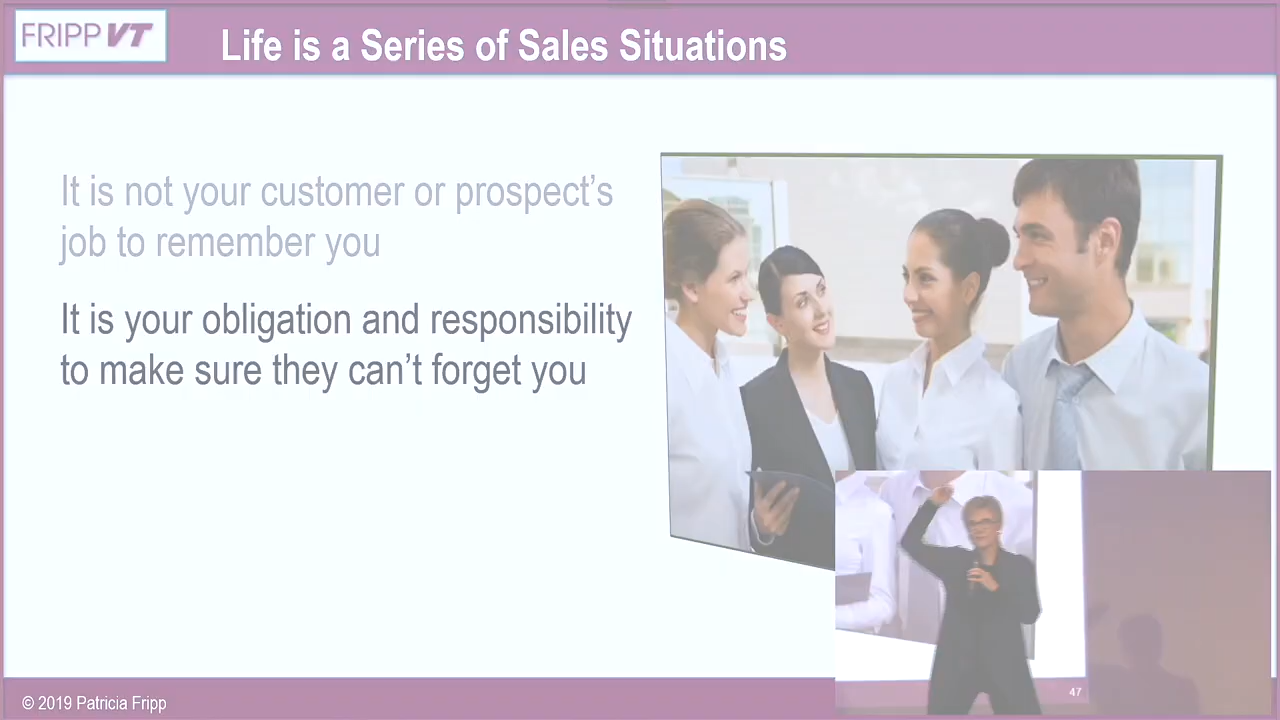 FRIPP VT
Life is a Series of Sales Situations
It is not your customer or prospect’s
job to remember you
It is your obligation and responsibility
to make sure they can’t forget you
47
© 2019 Patricia Fripp